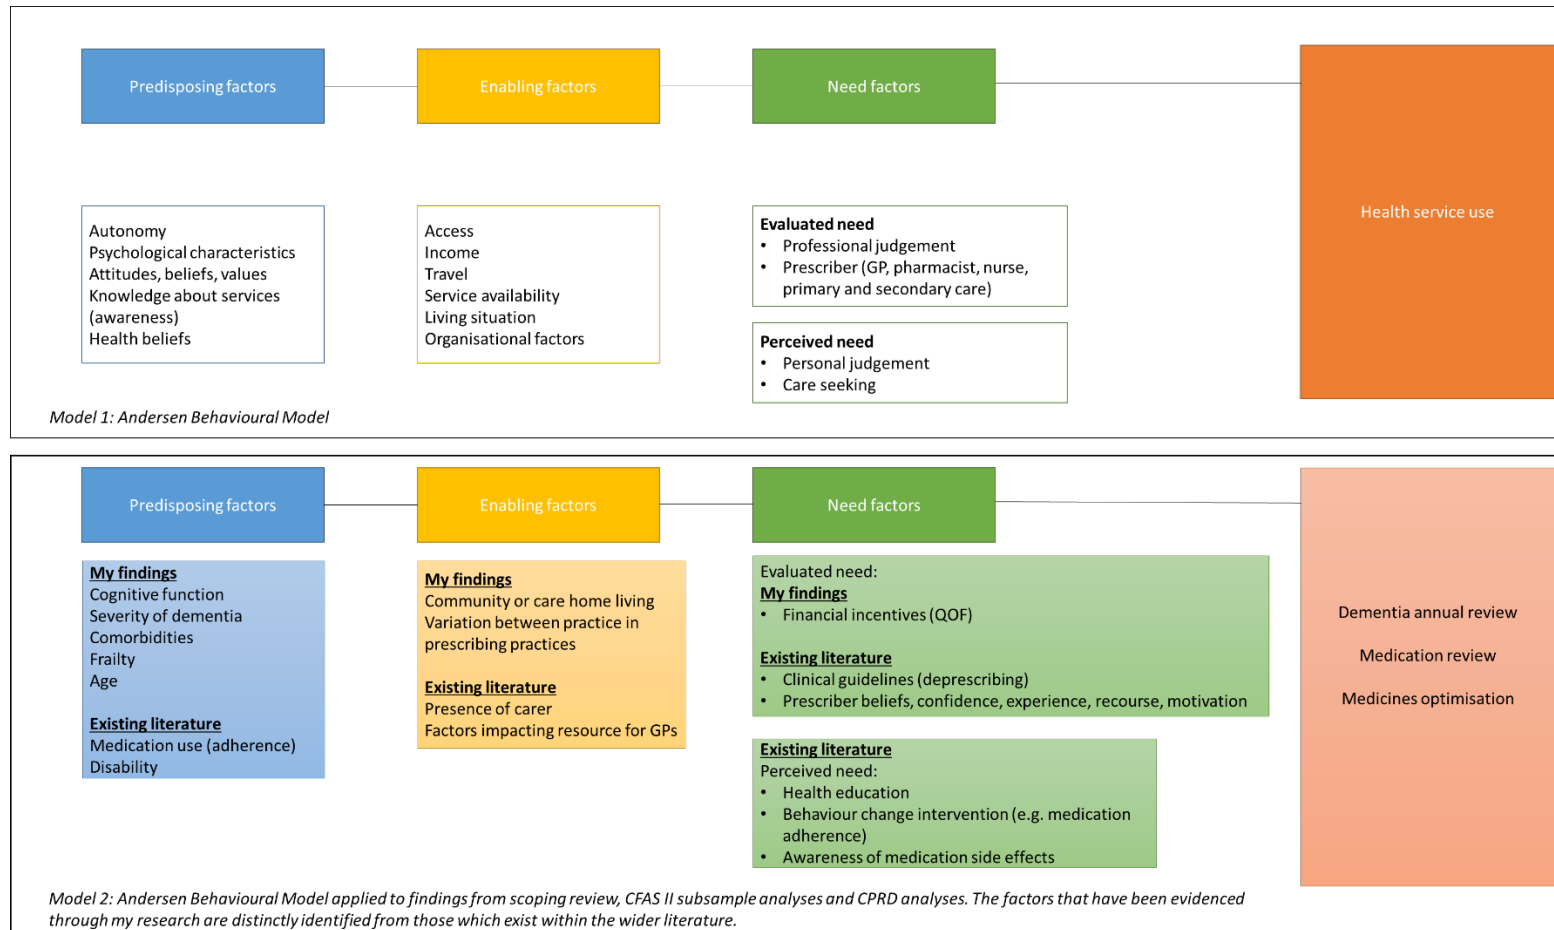 Predisposing factors
Enabling factors
Need factors
Health service use
Autonomy
Psychological characteristics
Attitudes, beliefs, values
Knowledge about services
(awareness)
Health beliefs
Access
Income
Travel
Service availability
Living situation
Organisational factors
Evaluated need
• Professional judgement
• Prescriber (GP, pharmacist, nurse,
primary and secondary care)
Perceived need
• Personal judgement
• Care seeking
Model 1: Andersen Behavioural Model
Predisposing factors
Enabling factors
Need factors
My findings
Cognitive function
Severity of dementia
Comorbidities
Frailty
Age
Existing literature
Medication use (adherence)
Disability
My findings
Community or care home living
Variation between practice in
prescribing practices
Existing literature
Presence of carer
Factors impacting resource for GPs
Evaluated need:
My findings
• Financial incentives (QOF)
Existing literature
• Clinical guidelines (deprescribing)
• Prescriber beliefs, confidence, experience, recourse, motivation
Existing literature
Perceived need:
• Health education
• Behaviour change intervention (e.g. medication
adherence)
• Awareness of medication side effects
Dementia annual review
Medication review
Medicines optimisation
Model 2: Andersen Behavioural Model applied to findings from scoping review, CFAS II subsample analyses and CPRD analyses. The factors that have been evidenced
through my research are distinctly identified from those which exist within the wider literature.